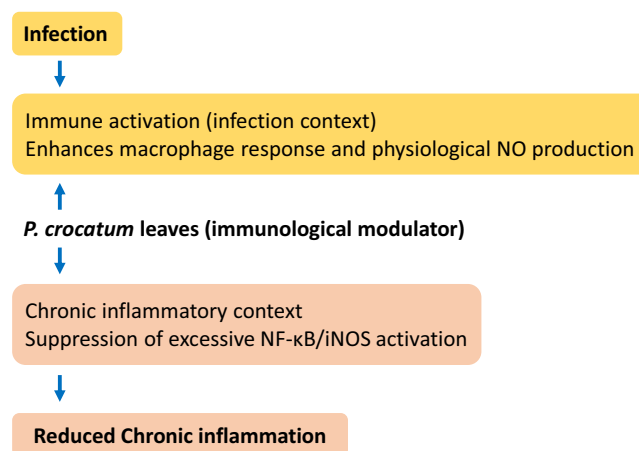 Infection
Immune activation (infection context)
Enhances macrophage response and physiological NO production
P. crocatum leaves (immunological modulator)
Chronic inflammatory context
Suppression of excessive NF-κB/iNOS activation
Reduced Chronic inflammation